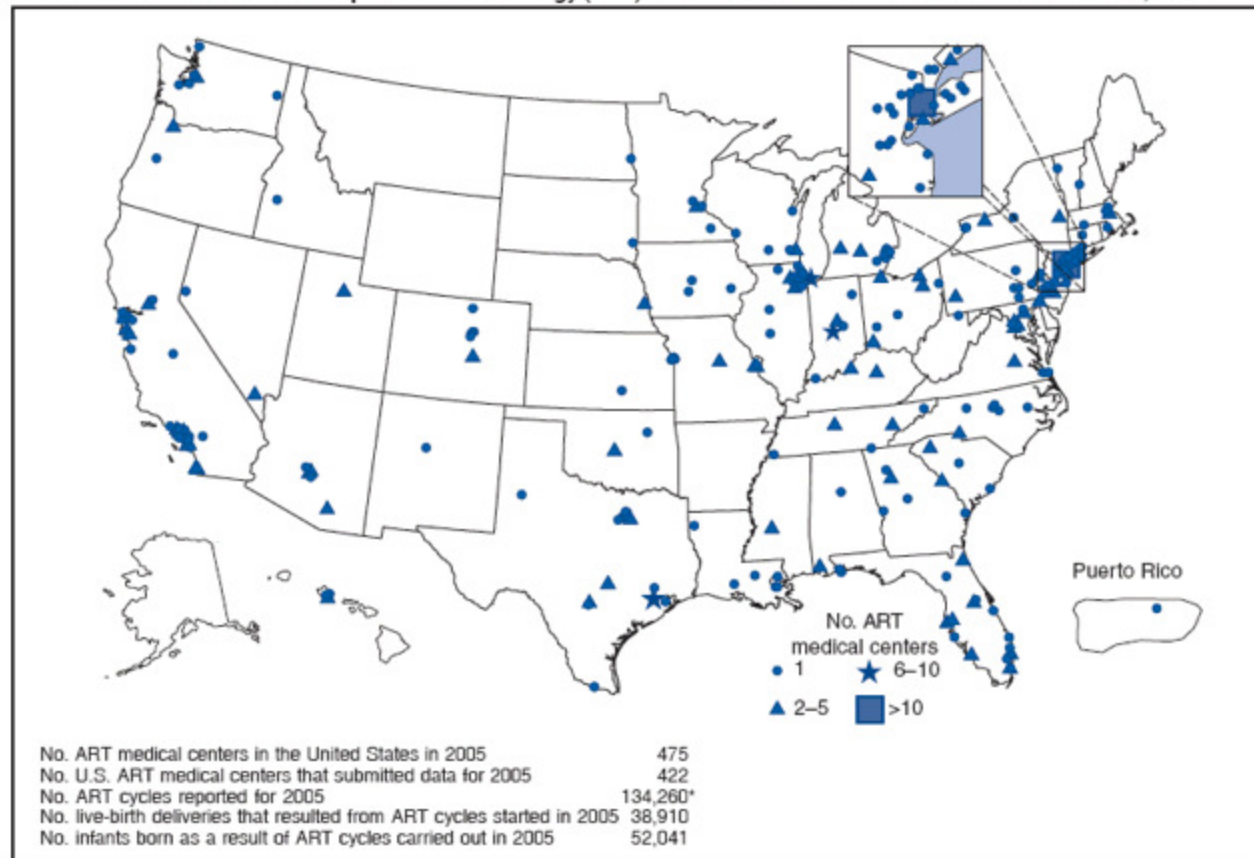 Puerto Rico
No. ART
medical centers
1 6–10
2–5 >10
No. ART medical centers in the United States in 2005 475
No. U.S. ART medical centers that submitted data for 2005 422
No. ART cycles reported for 2005 134,260*
No. live-birth deliveries that resulted from ART cycles started in 2005 38,910
No. infants born as a result of ART cycles carried out in 2005 52,041